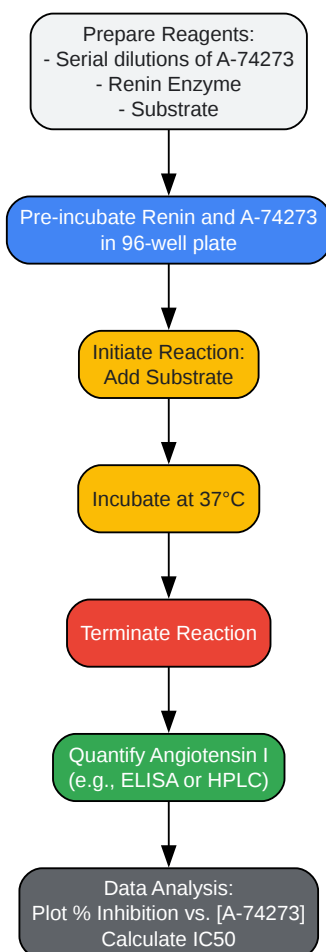 Prepare Reagents:
- Serial dilutions of A-74273
- Renin Enzyme
- Substrate
Pre-incubate Renin and A-74273
in 96-well plate
Initiate Reaction:
Add Substrate
Incubate at 37°C
Terminate Reaction
Quantify Angiotensin I
(e.g., ELISA or HPLC)
Data Analysis:
Plot % Inhibition vs. [A-74273]
Calculate IC50